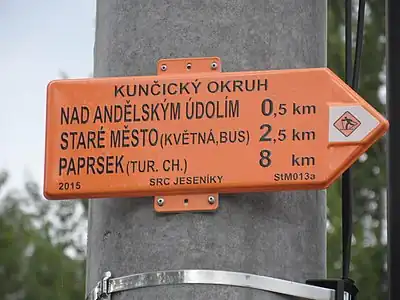 KUNČICKÝ OKRUH
NAD ANDĚLSKÝM ÚDOLÍM 0,5 km
STARÉ MĚSTO (KVĚTNÁ,BUS) 2,5 km
PAPRSEK (TUR. CH.) 8 km
2015 SRC JESENÍKY StM013a